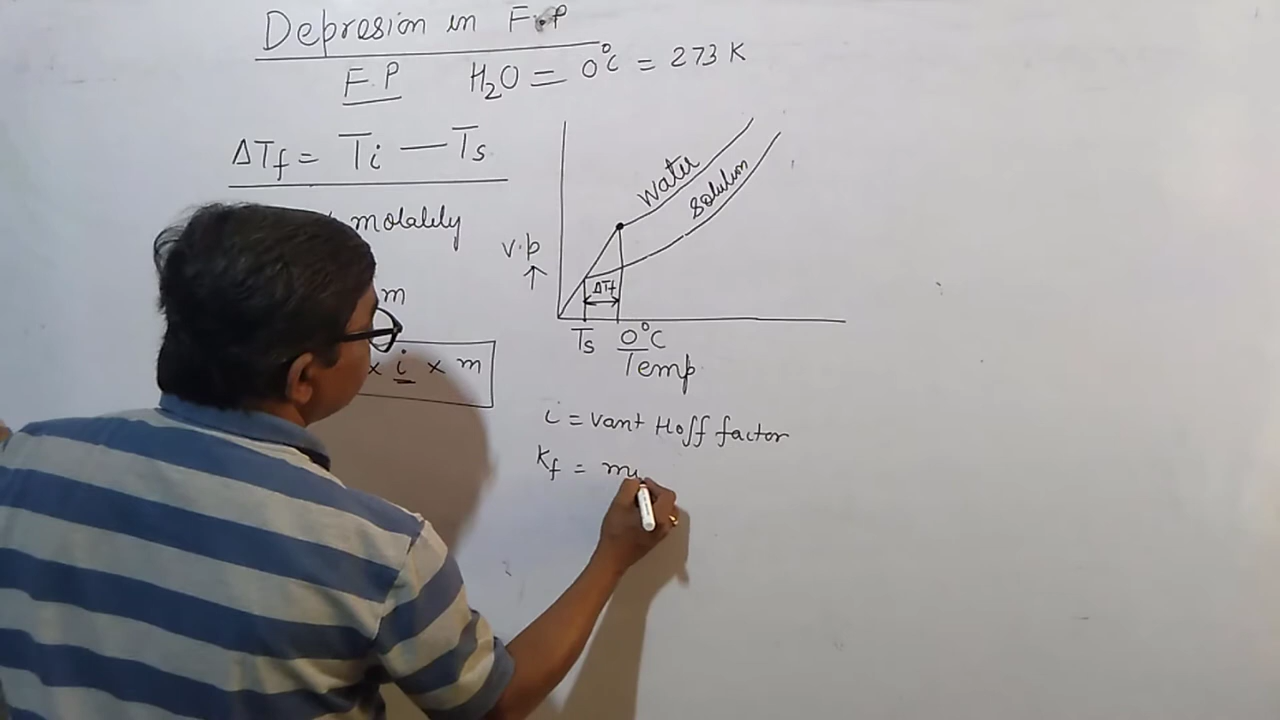 Depresion in F.P
F.P H₂O = 0°C = 273 K
ΔTf = Ti — Ts
molality
m
x i x m
Water
Solution
v.p
↑
ΔTf
Ts 0°C
Temp
i = vant Hoff factor
Kf =